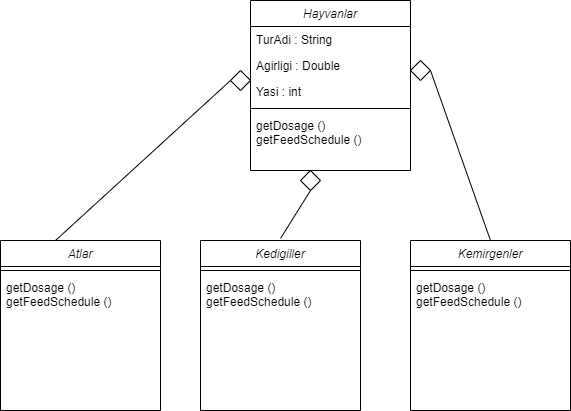 Hayvanlar
TurAdi : String
Agirligi : Double
Yasi : int
getDosage ()
getFeedSchedule ()
Atlar
getDosage ()
getFeedSchedule ()
Kedigiller
getDosage ()
getFeedSchedule ()
Kemirgenler
getDosage ()
getFeedSchedule ()